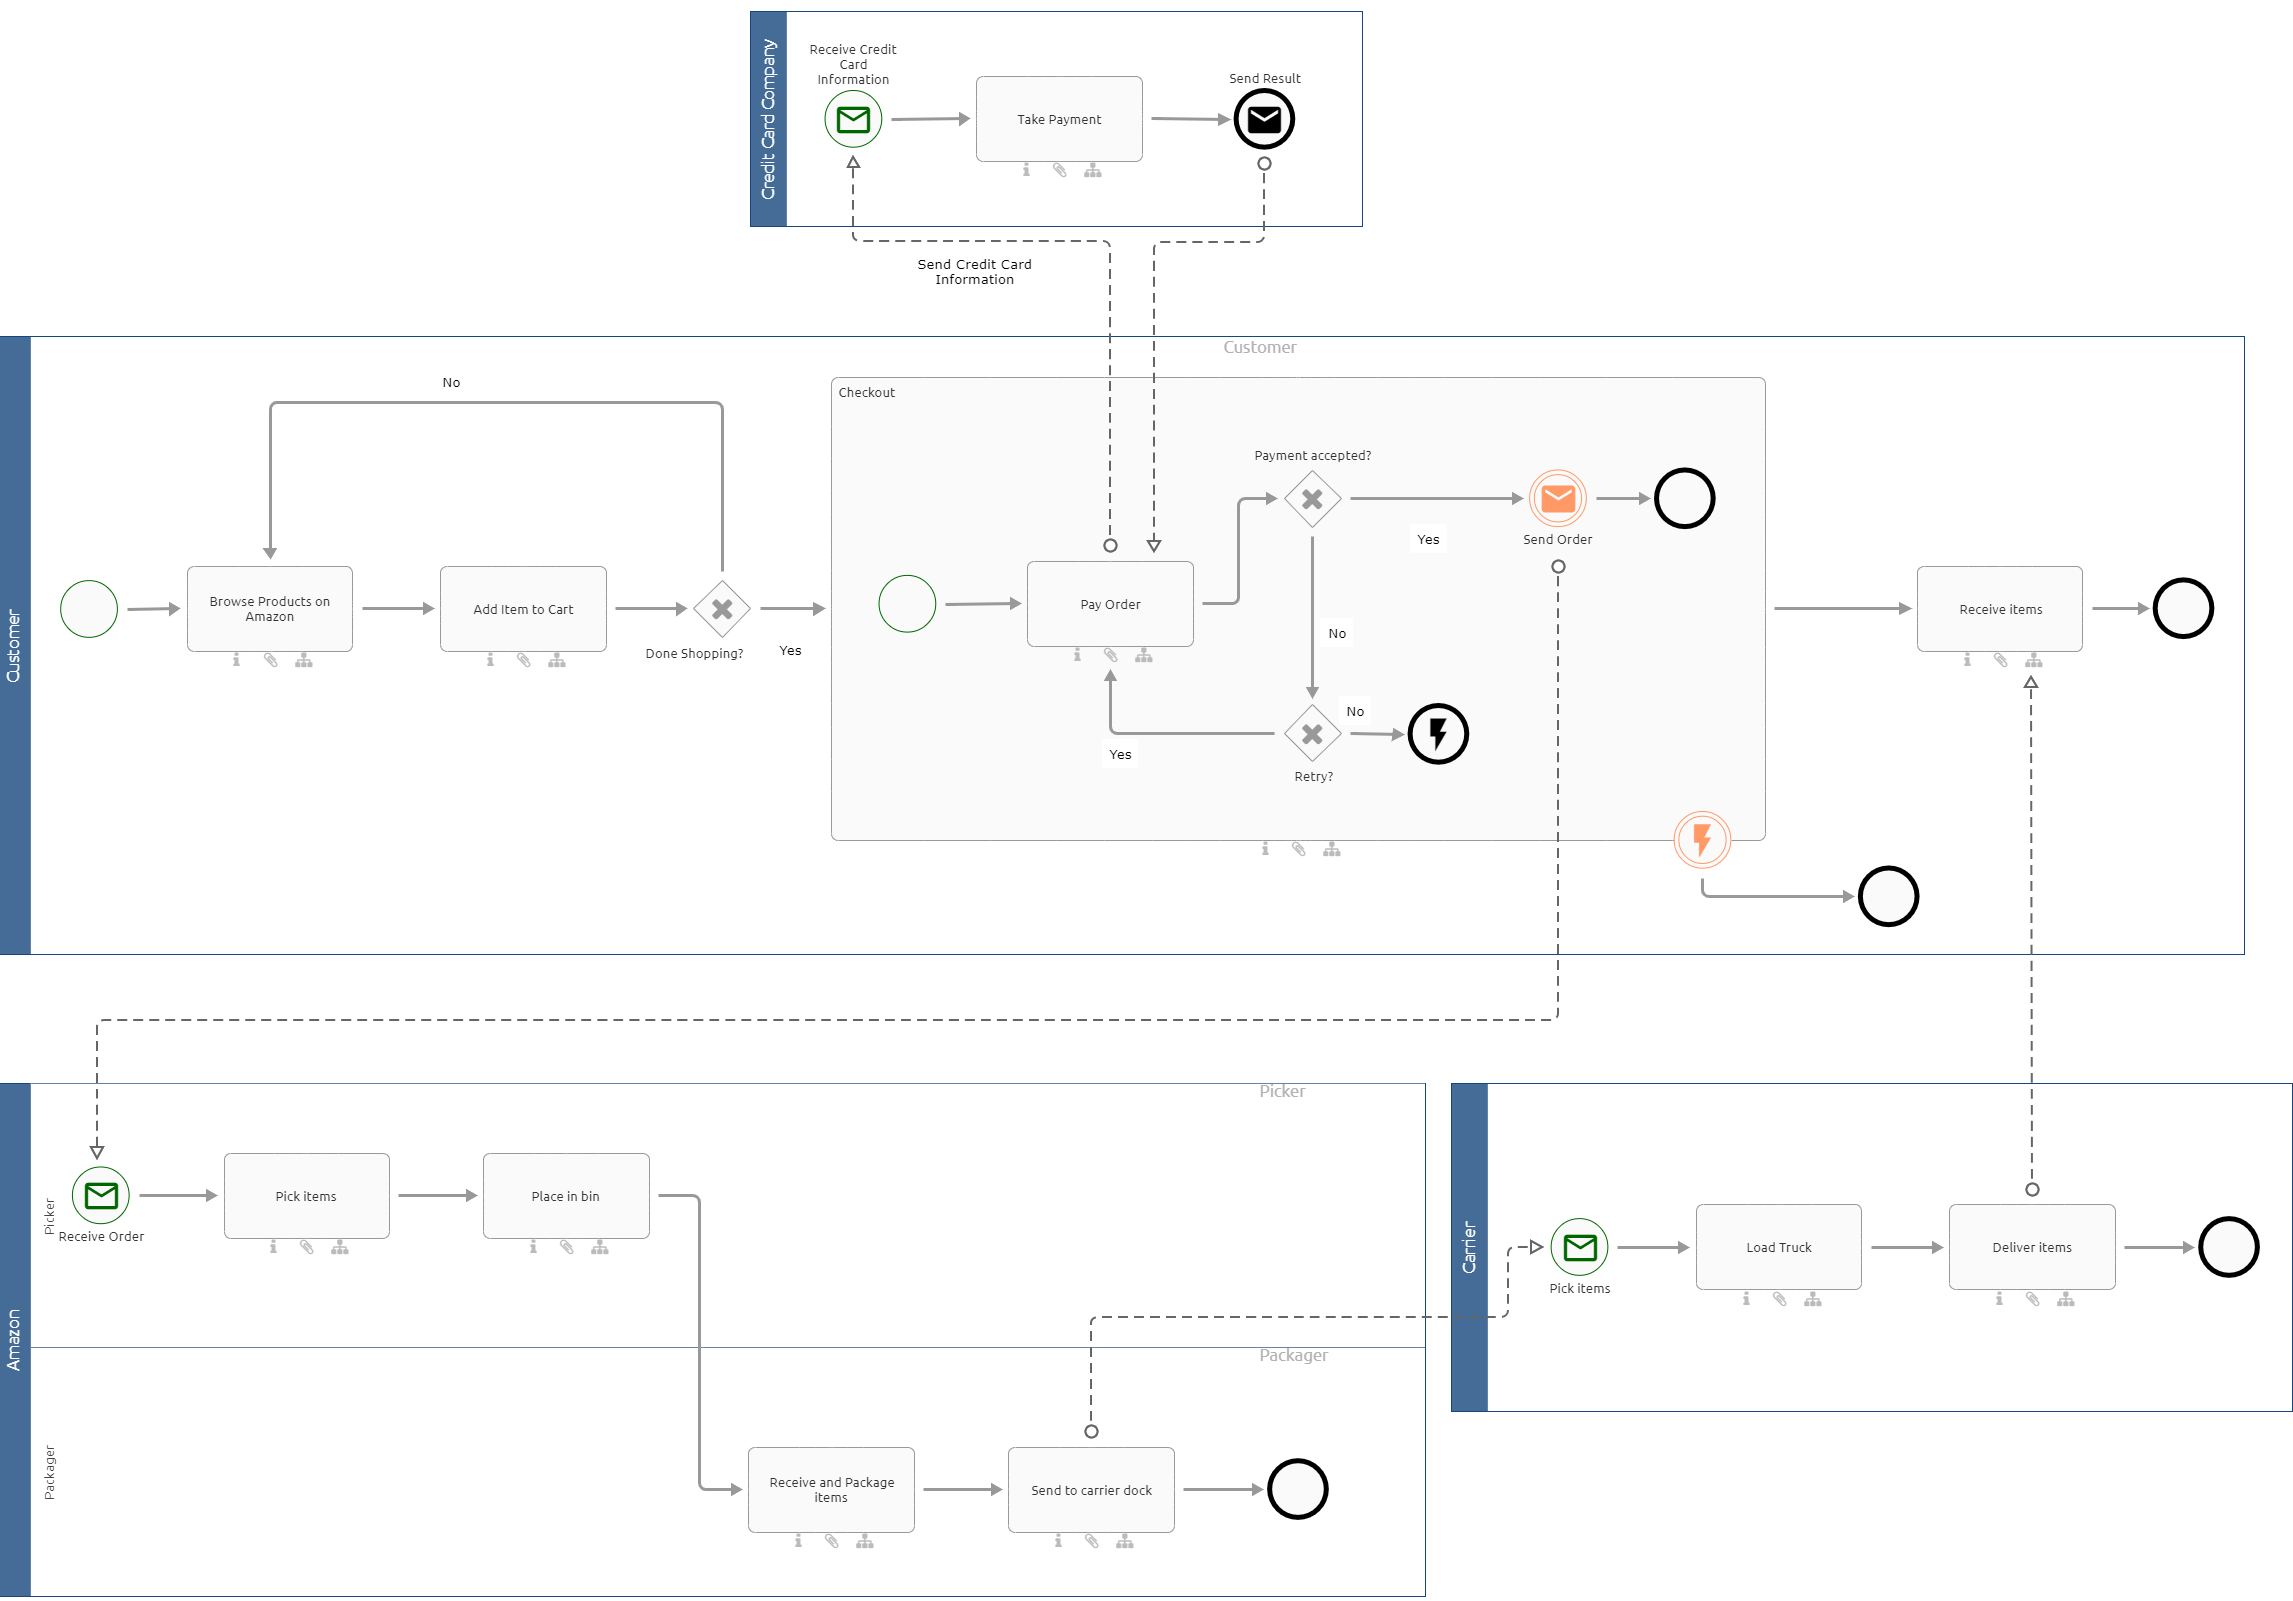 Credit Card Company
Receive Credit
Card
Information
Take Payment
Send Result
Send Credit Card
Information
Customer
Customer
No
Checkout
Browse Products on
Amazon
Add Item to Cart
Done Shopping?
Yes
Pay Order
Payment accepted?
Yes
Send Order
No
No
Yes
Retry?
Receive items
Amazon
Picker
Picker
Receive Order
Pick items
Place in bin
Packager
Packager
Receive and Package
items
Send to carrier dock
Carrier
Pick items
Load Truck
Deliver items